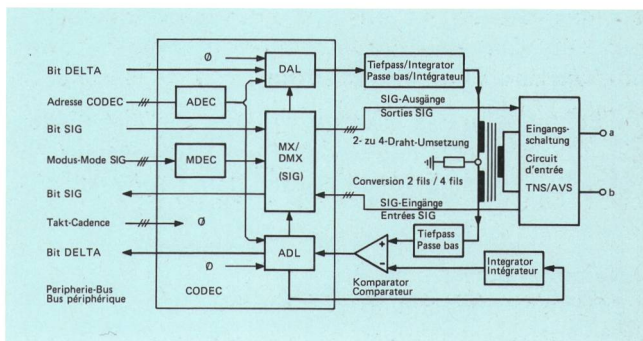 Bit DELTA
Adresse CODEC
Bit SIG
Modus-Mode SIG
Bit SIG
Takt-Cadence
Bit DELTA
Peripherie-Bus
Bus périphérique
Ø
DAL
ADEC
MX/
DMX
(SIG)
MDEC
Ø
ADL
Ø
CODEC
Tiefpass/Integrator
Passe bas/Intégrateur
SIG-Ausgänge
Sorties SIG
2- zu 4-Draht-Umsetzung
Conversion 2 fils / 4 fils
SIG-Eingänge
Entrées SIG
Tiefpass
Passe bas
+
-
Komparator
Comparateur
Integrator
Intégrateur
Eingangs-
schaltung
Circuit
d'entrée
TNS/AVS
a
b